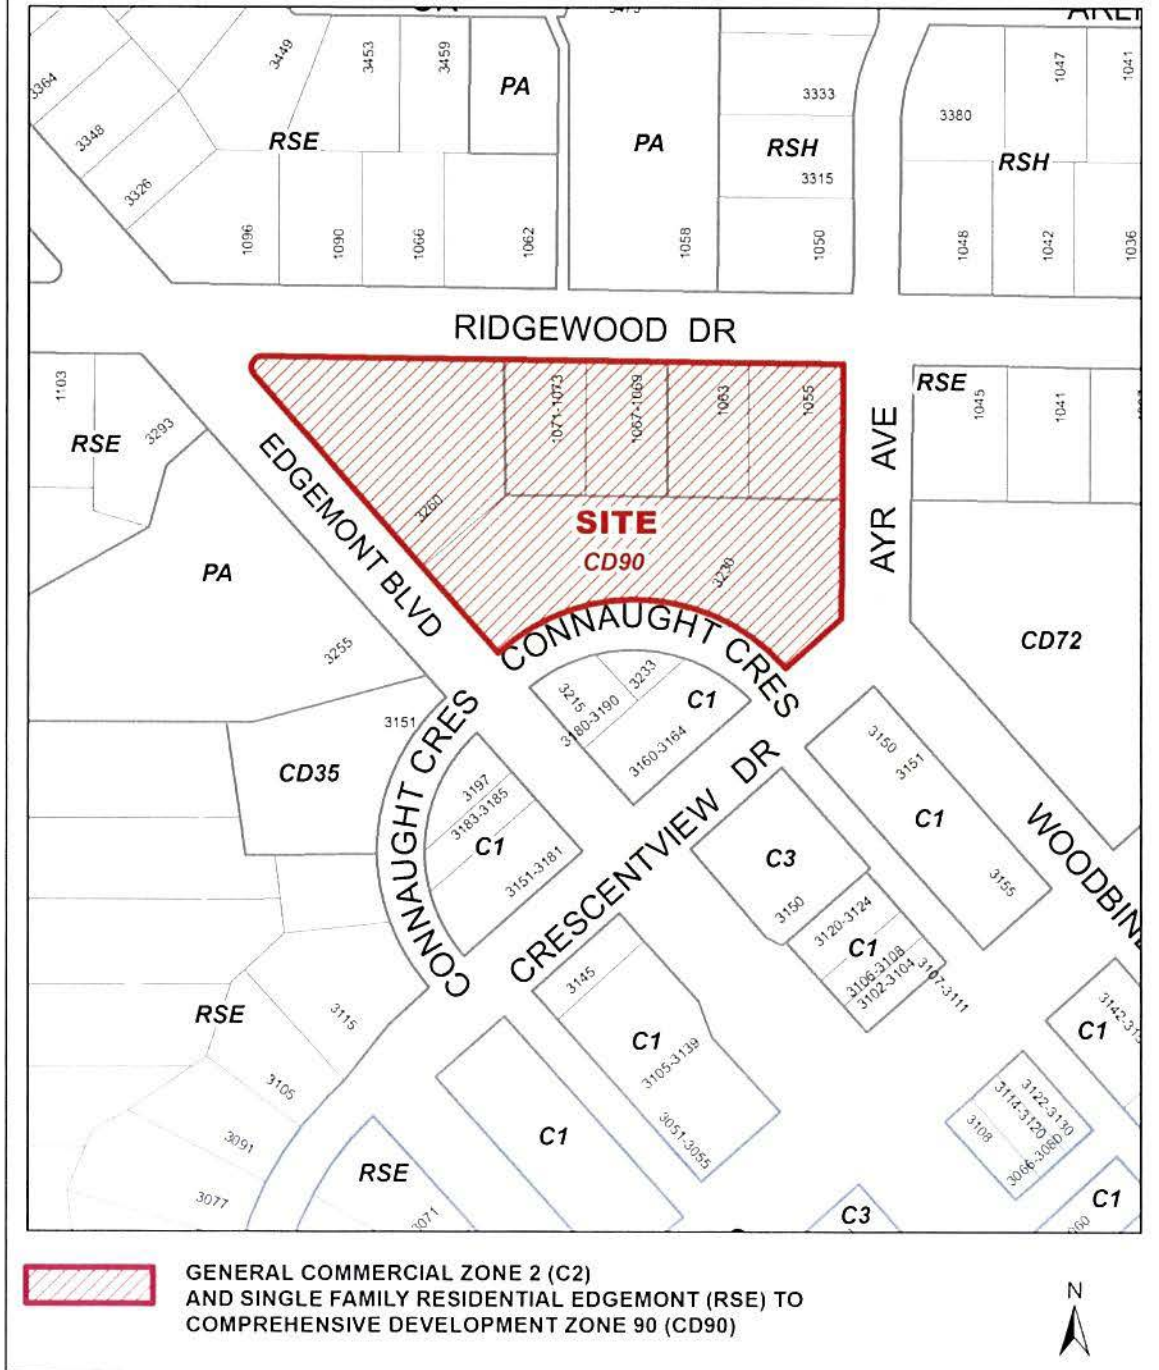 3364
3348
3326
3449
3453
3459
PA
RSE
1096
1090
1066
1062
PA
1058
3333
RSH
3315
1050
3380
1047
1041
RSH
1048
1042
1036
RIDGEWOOD DR
1103
RSE
3293
1071-1073
1067-1069
1063
1055
3260
SITE
CD90
3230
EDGEMONT BLVD
AYR AVE
RSE
1045
1041
PA
3255
CONNAUGHT CRES
CD72
3151
CD35
3215
3233
3180-3190
C1
3160-3164
CONNAUGHT CRES
3197
3183-3185
C1
3151-3181
CRESCENTVIEW DR
3150
3151
C1
3155
C3
3150
3120-3124
C1
3106-3108
3102-3104
3107-3111
3145
C1
3105-3139
3051-3055
RSE
3115
3105
3091
3077
C1
RSE
3071
C1
3108
3114-3120
3122-3130
C1
C3
GENERAL COMMERCIAL ZONE 2 (C2)
AND SINGLE FAMILY RESIDENTIAL EDGEMONT (RSE) TO
COMPREHENSIVE DEVELOPMENT ZONE 90 (CD90)
N